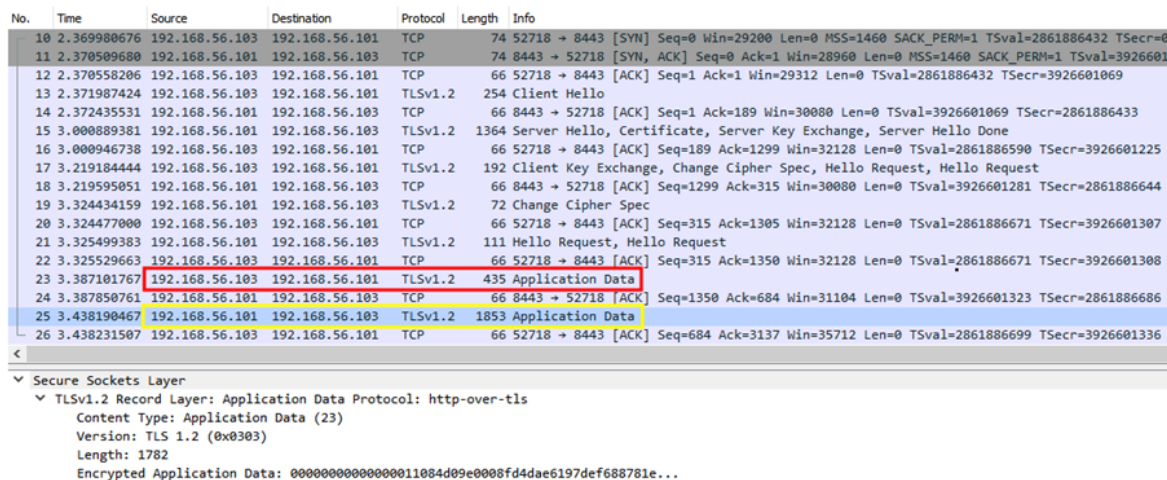 No. Time Source Destination Protocol Length Info
10 2.369980676 192.168.56.103 192.168.56.101 TCP 74 52718 → 8443 [SYN] Seq=0 Win=29200 Len=0 MSS=1460 SACK_PERM=1 TSval=2861886432 TSecr=0
11 2.370509680 192.168.56.101 192.168.56.103 TCP 74 8443 → 52718 [SYN, ACK] Seq=0 Ack=1 Win=28960 Len=0 MSS=1460 SACK_PERM=1 TSval=3926601
12 2.370558206 192.168.56.103 192.168.56.101 TCP 66 52718 → 8443 [ACK] Seq=1 Ack=1 Win=29312 Len=0 TSval=2861886432 TSecr=3926601069
13 2.371987424 192.168.56.103 192.168.56.101 TLSv1.2 254 Client Hello
14 2.372435531 192.168.56.101 192.168.56.103 TCP 66 8443 → 52718 [ACK] Seq=1 Ack=189 Win=30080 Len=0 TSval=3926601069 TSecr=2861886433
15 3.000889381 192.168.56.101 192.168.56.103 TLSv1.2 1364 Server Hello, Certificate, Server Key Exchange, Server Hello Done
16 3.000946738 192.168.56.103 192.168.56.101 TCP 66 52718 → 8443 [ACK] Seq=189 Ack=1299 Win=32128 Len=0 TSval=2861886590 TSecr=3926601225
17 3.219184444 192.168.56.103 192.168.56.101 TLSv1.2 192 Client Key Exchange, Change Cipher Spec, Hello Request, Hello Request
18 3.219595051 192.168.56.101 192.168.56.103 TCP 66 8443 → 52718 [ACK] Seq=1299 Ack=315 Win=30080 Len=0 TSval=3926601281 TSecr=2861886644
19 3.324434159 192.168.56.101 192.168.56.103 TLSv1.2 72 Change Cipher Spec
20 3.324477000 192.168.56.103 192.168.56.101 TCP 66 52718 → 8443 [ACK] Seq=315 Ack=1305 Win=32128 Len=0 TSval=2861886671 TSecr=3926601307
21 3.325499383 192.168.56.101 192.168.56.103 TLSv1.2 111 Hello Request, Hello Request
22 3.325529663 192.168.56.103 192.168.56.101 TCP 66 52718 → 8443 [ACK] Seq=315 Ack=1350 Win=32128 Len=0 TSval=2861886671 TSecr=3926601308
23 3.387101767 192.168.56.103 192.168.56.101 TLSv1.2 435 Application Data
24 3.387850761 192.168.56.101 192.168.56.103 TCP 66 8443 → 52718 [ACK] Seq=1350 Ack=684 Win=31104 Len=0 TSval=3926601323 TSecr=2861886686
25 3.438190467 192.168.56.101 192.168.56.103 TLSv1.2 1853 Application Data
26 3.438231507 192.168.56.103 192.168.56.101 TCP 66 52718 → 8443 [ACK] Seq=684 Ack=3137 Win=35712 Len=0 TSval=2861886699 TSecr=3926601336
Secure Sockets Layer
TLSv1.2 Record Layer: Application Data Protocol: http-over-tls
Content Type: Application Data (23)
Version: TLS 1.2 (0x0303)
Length: 1782
Encrypted Application Data: 00000000000000011084d09e0008fd4dae6197def688781e...